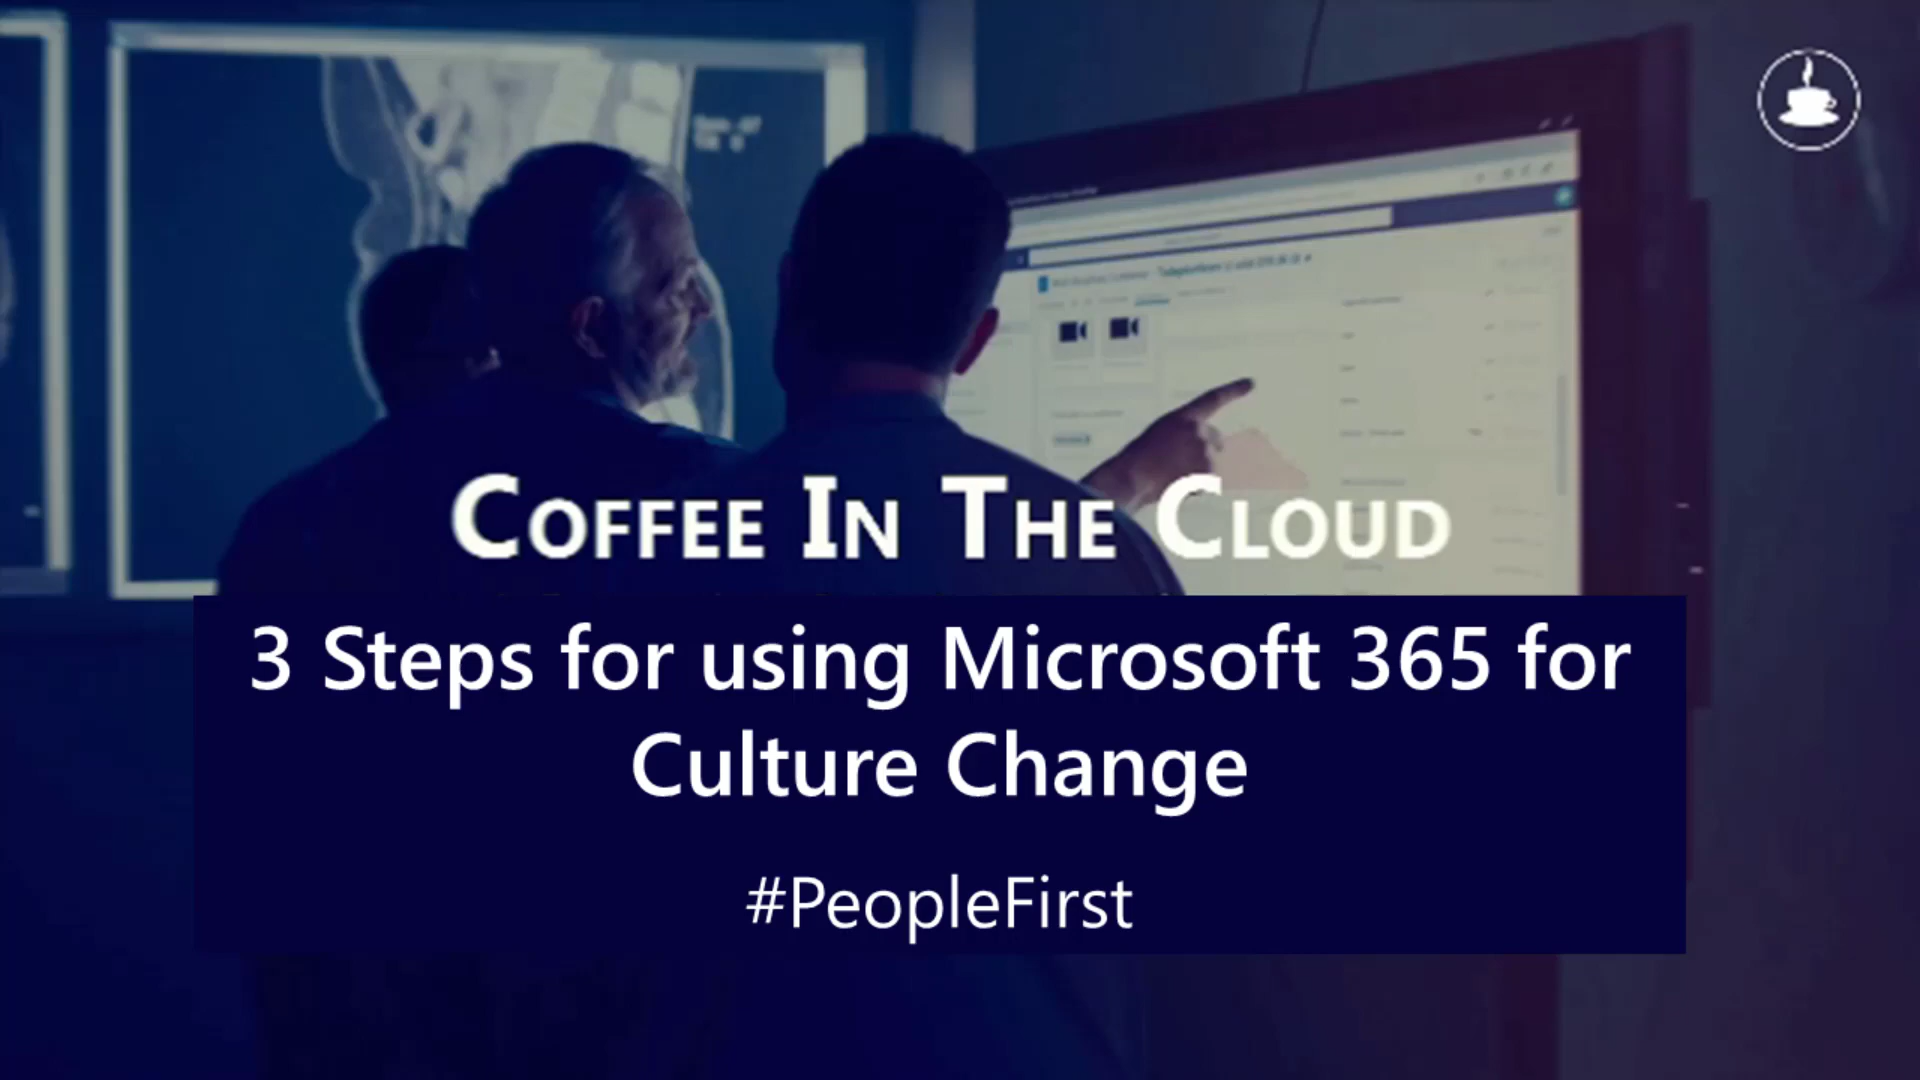 COFFEE IN THE CLOUD
3 Steps for using Microsoft 365 for
Culture Change
#PeopleFirst